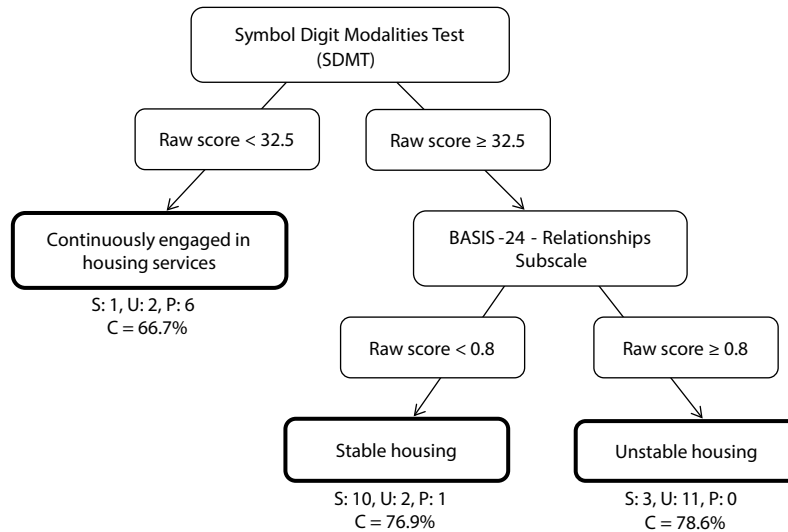 Symbol Digit Modalities Test
(SDMT)
Raw score < 32.5
Raw score ≥ 32.5
Continuously engaged in
housing services
S: 1, U: 2, P: 6
C = 66.7%
BASIS -24 - Relationships
Subscale
Raw score < 0.8
Raw score ≥ 0.8
Stable housing
S: 10, U: 2, P: 1
C = 76.9%
Unstable housing
S: 3, U: 11, P: 0
C = 78.6%